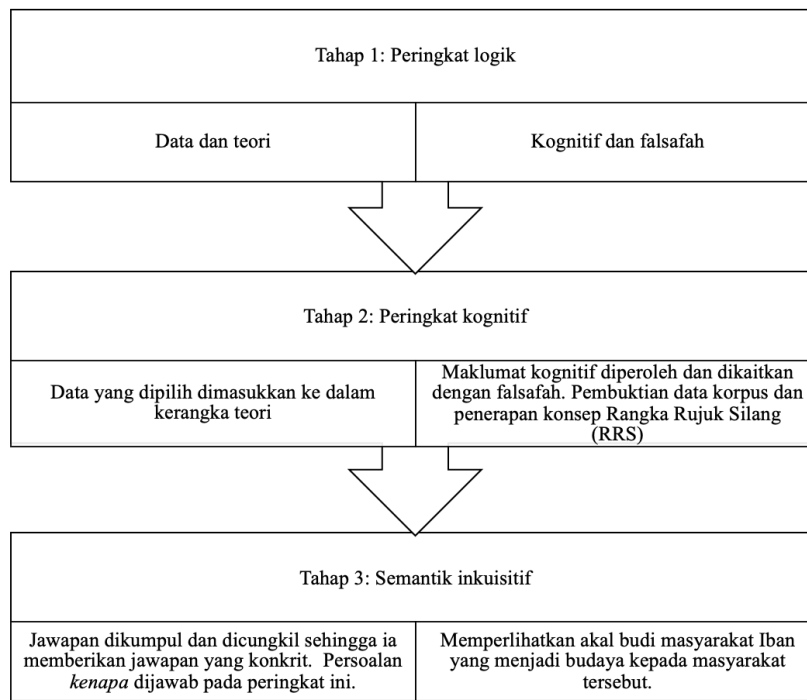 Tahap 1: Peringkat logik
Data dan teori
Kognitif dan falsafah
Tahap 2: Peringkat kognitif
Data yang dipilih dimasukkan ke dalam
kerangka teori
Maklumat kognitif diperoleh dan dikaitkan
dengan falsafah. Pembuktian data korpus dan
penerapan konsep Rangka Rujuk Silang
(RRS)
Tahap 3: Semantik inkuisitif
Jawapan dikumpul dan dicungkil sehingga ia
memberikan jawapan yang konkrit. Persoalan
kenapa dijawab pada peringkat ini.
Memperlihatkan akal budi masyarakat Iban
yang menjadi budaya kepada masyarakat
tersebut.